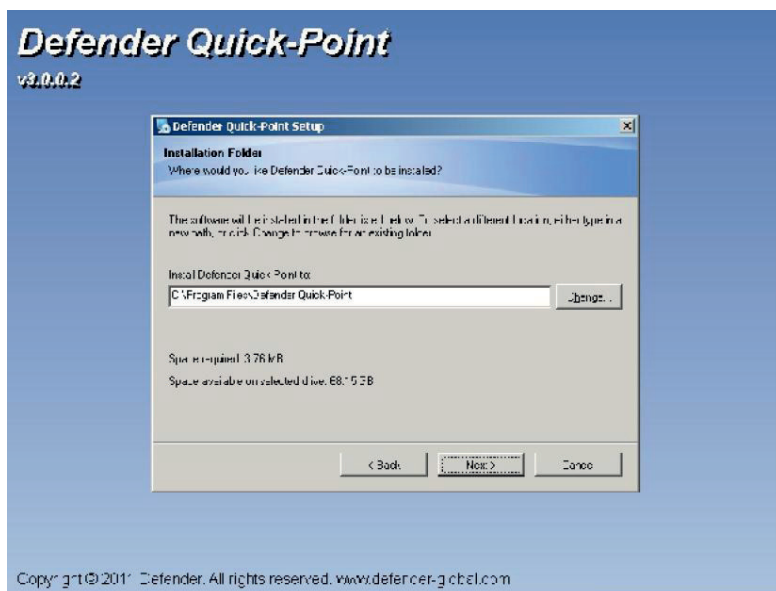 Defender Quick-Point
v3.0.0.2
Defender Quick-Point Setup
Installation Folder
Where would you like Defender Quick-Point to be installed?
The software will be installed in the folder listed below. To select a different location, either type in a
new path, or click Change to browse for an existing folder.
Install Defender Quick-Point to:
C:\Program Files\Defender Quick-Point
Change...
Space required: 3.76 MB
Space available on selected drive: 68.15 GB
< Back
Next >
Cancel
Copyright © 2011 Defender. All rights reserved. www.defender-global.com